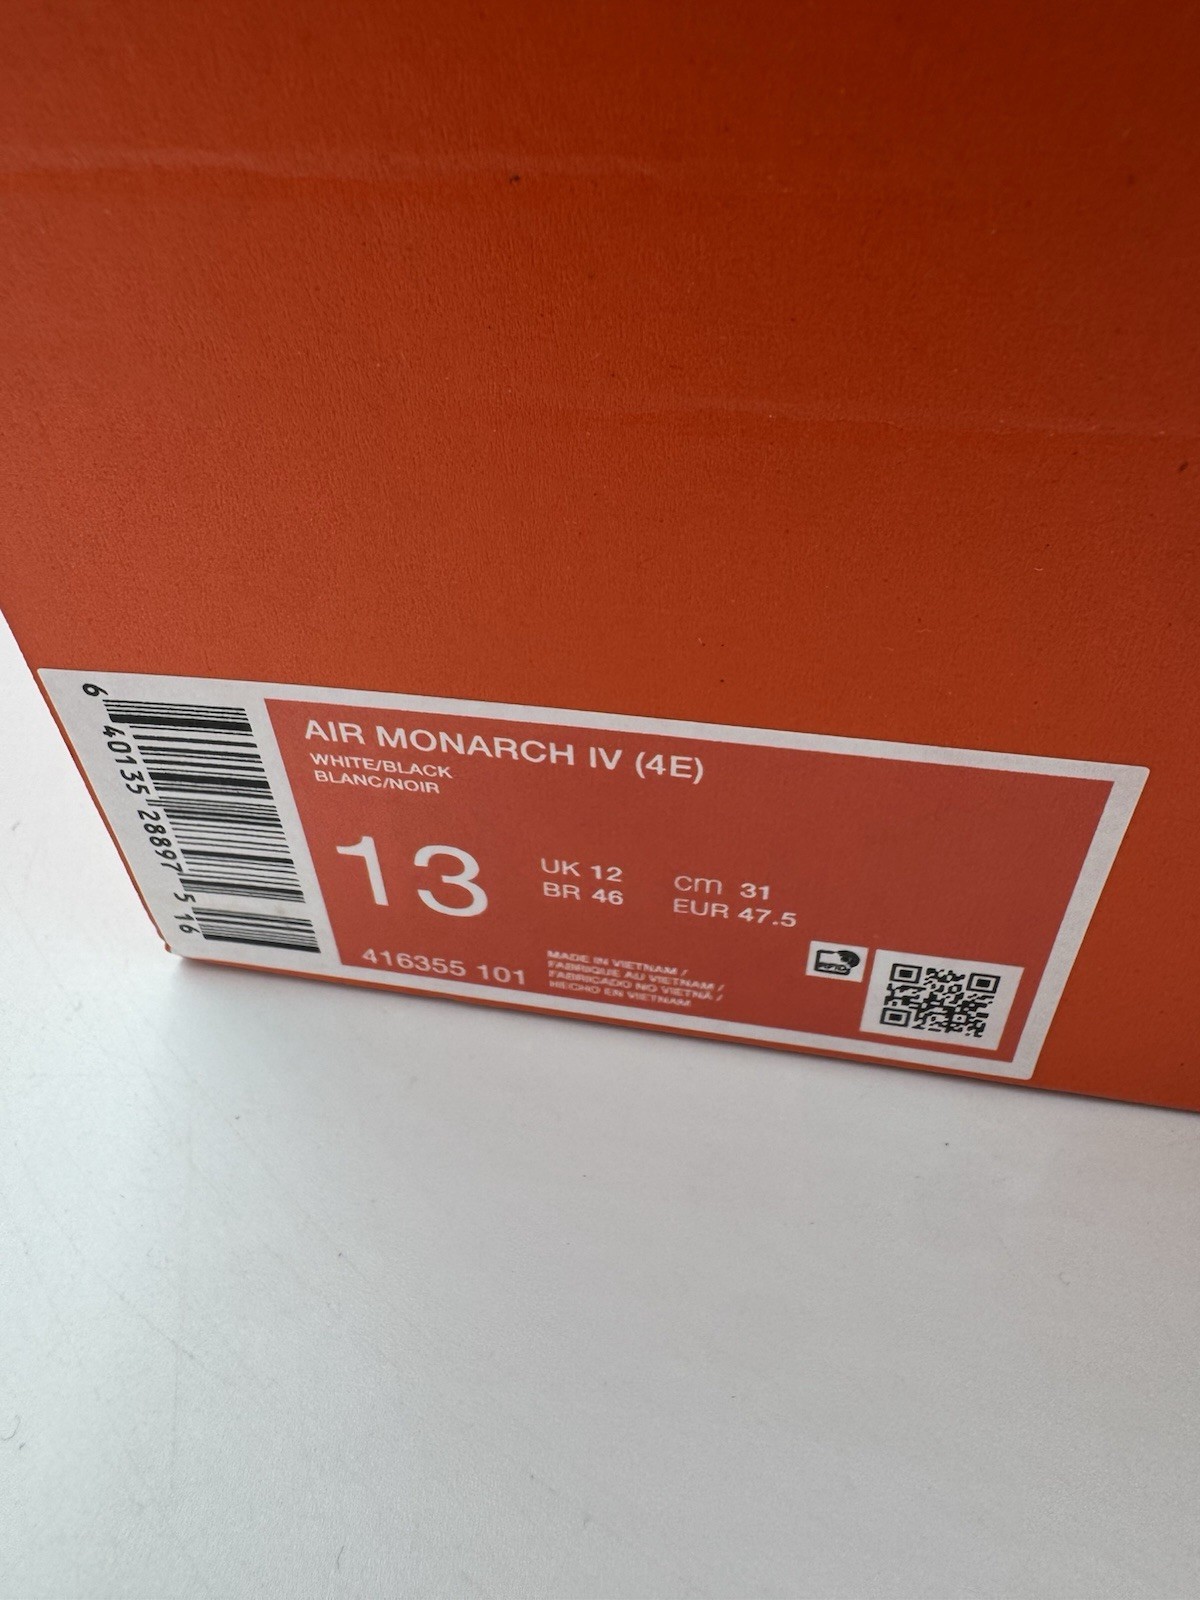 AIR MONARCH IV (4E)
WHITE/BLACK
BLANC/NOIR
13
UK 12
BR 46
cm 31
EUR 47.5
416355 101
MADE IN VIETNAM /
FABRIQUE AU VIETNAM /
FABRICADO NO VIETNÃ /
HECHO EN VIETNAM
RFID
6 40135 28897 5 16